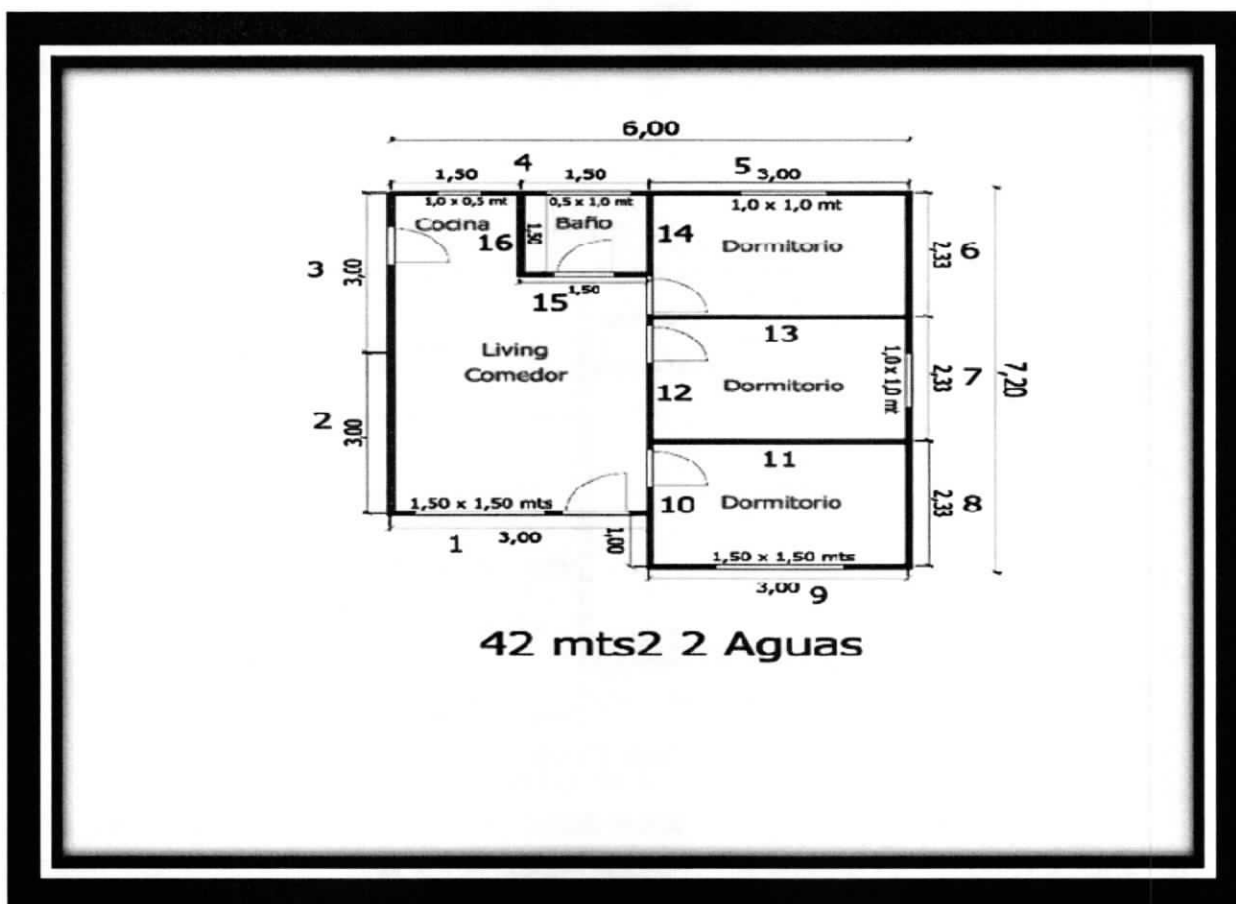 6,00
4
5
1,50
1,50
3,00
1,0 x 0,5 mt
0,5 x 1,0 mt
1,0 x 1,0 mt
Cocina
16
1,50
Baño
14
Dormitorio
2,33
6
3
3,00
15
1,50
13
Living
Comedor
12
Dormitorio
1,0 x 1,0 mt
2,33
7
7,20
2
3,00
11
1,50 x 1,50 mts
10
Dormitorio
2,33
8
1
3,00
1,00
1,50 x 1,50 mts
3,00
9
42 mts2 2 Aguas